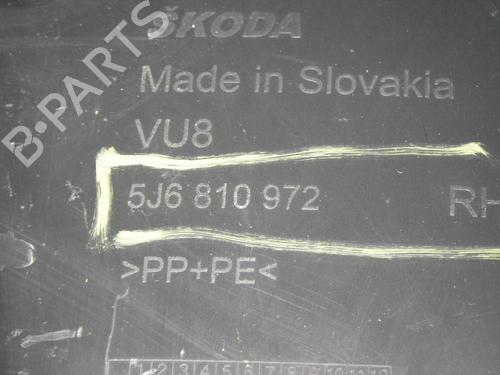 ŠKODA
B-PARTS
Made in Slovakia
VU8
5J6 810 972 RH
>PP+PE<
1 2 3 4 5 6 7 8 9 10 11 12